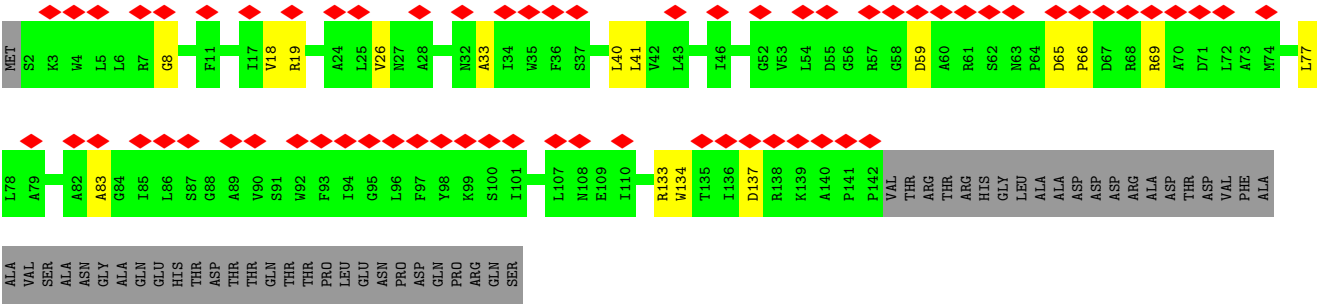 MET S2 K3 W4 L5 L6 R7 G8 F11 I17 V18 R19 A24 L25 V26 N27 A28 N32 A33 I34 W35 F36 S37 L40 L41 V42 L43 I46 G52 V53 L54 D55 G56 R57 G58 D59 A60 R61 S62 N63 P64 D65 P66 D67 R68 R69 A70 D71 L72 A73 M74 L77
L78 A79 A82 A83 G84 I85 L86 S87 G88 A89 V90 S91 W92 F93 I94 G95 L96 F97 Y98 K99 S100 I101 L107 N108 E109 I110 R133 W134 T135 I136 D137 R138 K139 A140 P141 P142 VAL THR ARG THR ARG HIS GLY LEU ALA ALA ASP ASP ASP ARG ALA ASP THR ASP VAL PHE ALA
ALA VAL SER ALA ASN GLY ALA GLN GLU HIS THR ASP THR THR GLN THR THR PRO LEU GLU ASN PRO ASP GLN PRO ARG GLN SER